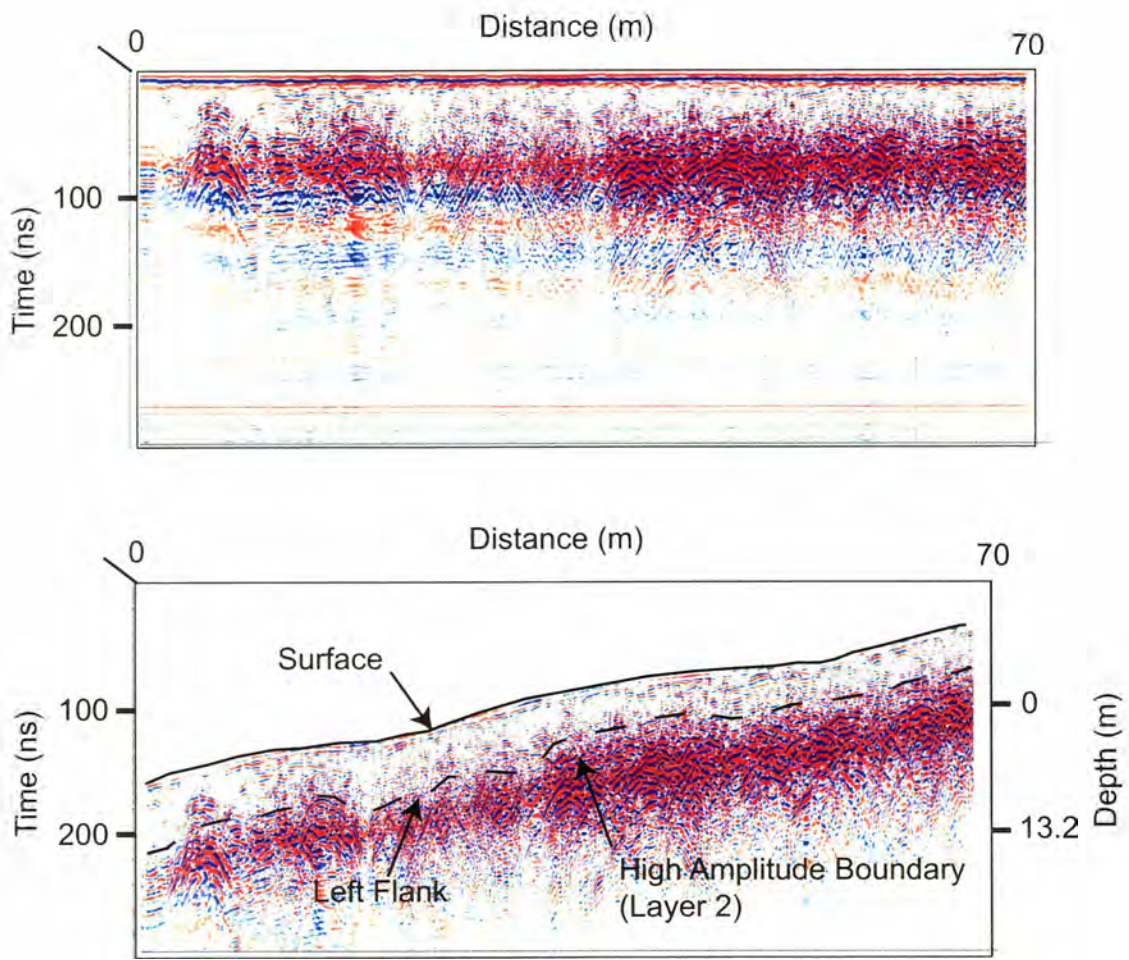 Distance (m)
0
70
Time (ns)
100
200
Distance (m)
0
70
Surface
Time (ns)
100
200
0
13.2
Depth (m)
Left Flank
High Amplitude Boundary
(Layer 2)